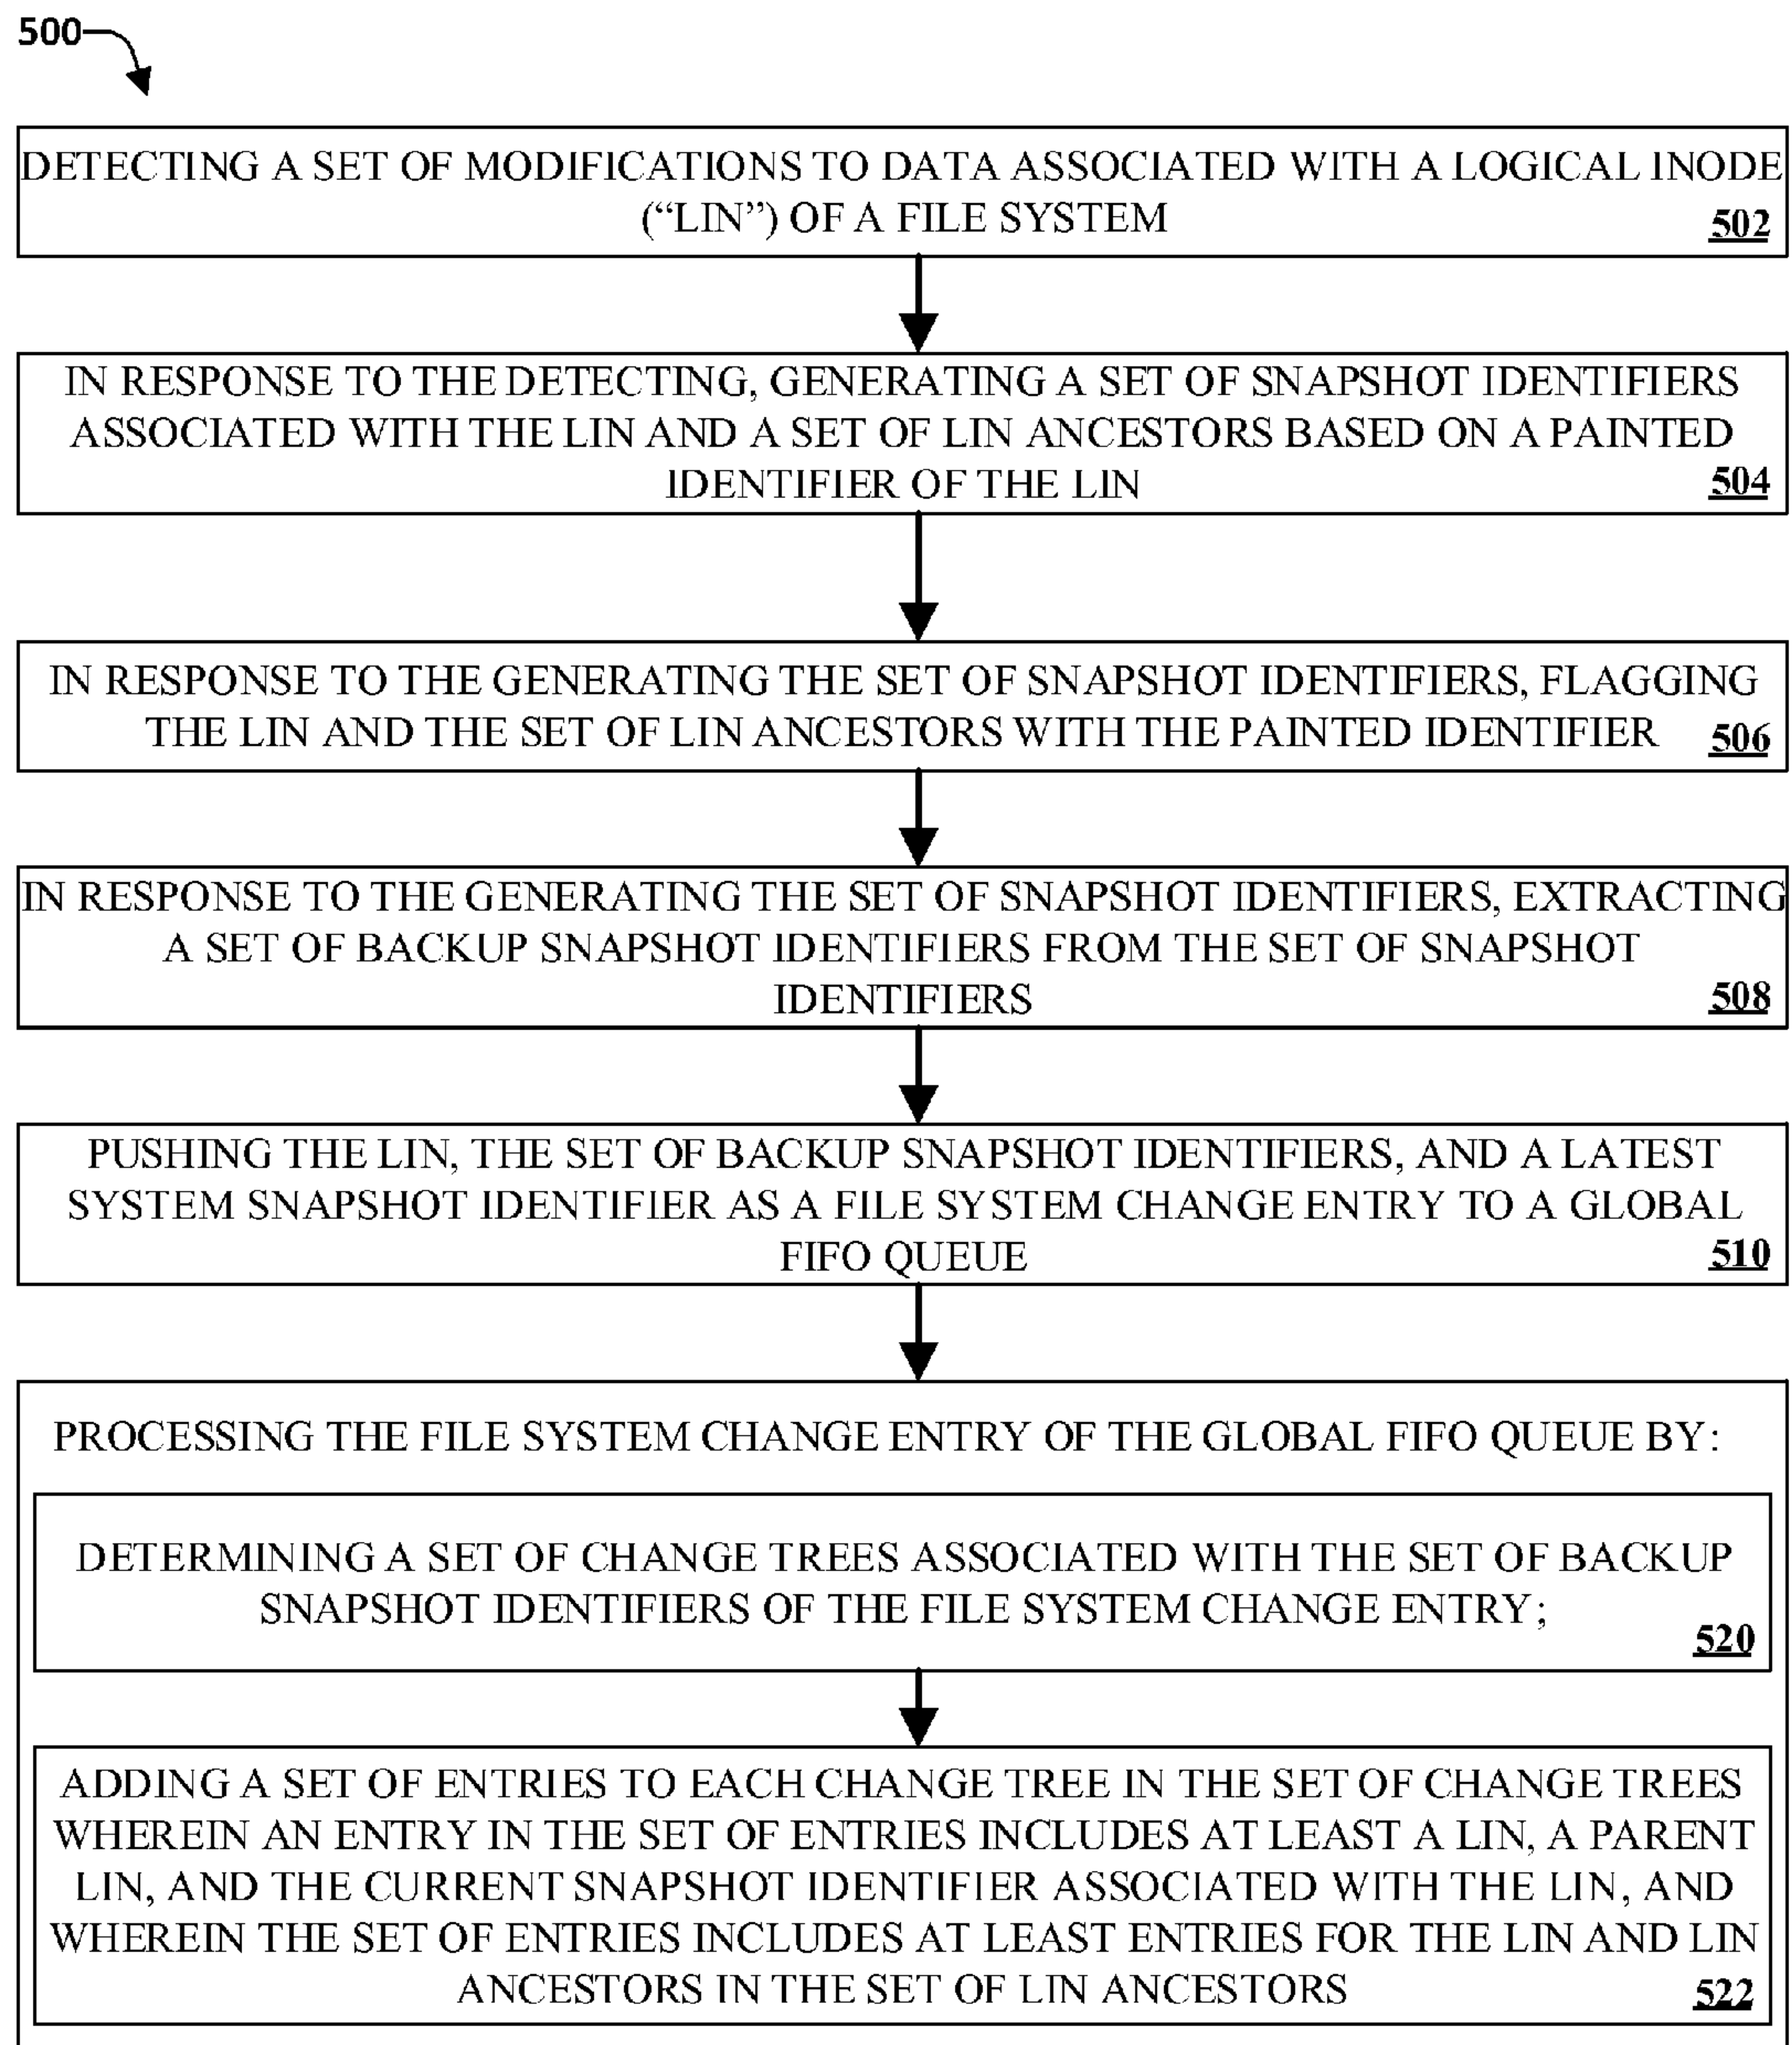 500
DETECTING A SET OF MODIFICATIONS TO DATA ASSOCIATED WITH A LOGICAL INODE
(“LIN”) OF A FILE SYSTEM
502
IN RESPONSE TO THE DETECTING, GENERATING A SET OF SNAPSHOT IDENTIFIERS
ASSOCIATED WITH THE LIN AND A SET OF LIN ANCESTORS BASED ON A PAINTED
IDENTIFIER OF THE LIN
504
IN RESPONSE TO THE GENERATING THE SET OF SNAPSHOT IDENTIFIERS, FLAGGING
THE LIN AND THE SET OF LIN ANCESTORS WITH THE PAINTED IDENTIFIER
506
IN RESPONSE TO THE GENERATING THE SET OF SNAPSHOT IDENTIFIERS, EXTRACTING
A SET OF BACKUP SNAPSHOT IDENTIFIERS FROM THE SET OF SNAPSHOT
IDENTIFIERS
508
PUSHING THE LIN, THE SET OF BACKUP SNAPSHOT IDENTIFIERS, AND A LATEST
SYSTEM SNAPSHOT IDENTIFIER AS A FILE SYSTEM CHANGE ENTRY TO A GLOBAL
FIFO QUEUE
510
PROCESSING THE FILE SYSTEM CHANGE ENTRY OF THE GLOBAL FIFO QUEUE BY:
DETERMINING A SET OF CHANGE TREES ASSOCIATED WITH THE SET OF BACKUP
SNAPSHOT IDENTIFIERS OF THE FILE SYSTEM CHANGE ENTRY;
520
ADDING A SET OF ENTRIES TO EACH CHANGE TREE IN THE SET OF CHANGE TREES
WHEREIN AN ENTRY IN THE SET OF ENTRIES INCLUDES AT LEAST A LIN, A PARENT
LIN, AND THE CURRENT SNAPSHOT IDENTIFIER ASSOCIATED WITH THE LIN, AND
WHEREIN THE SET OF ENTRIES INCLUDES AT LEAST ENTRIES FOR THE LIN AND LIN
ANCESTORS IN THE SET OF LIN ANCESTORS
522